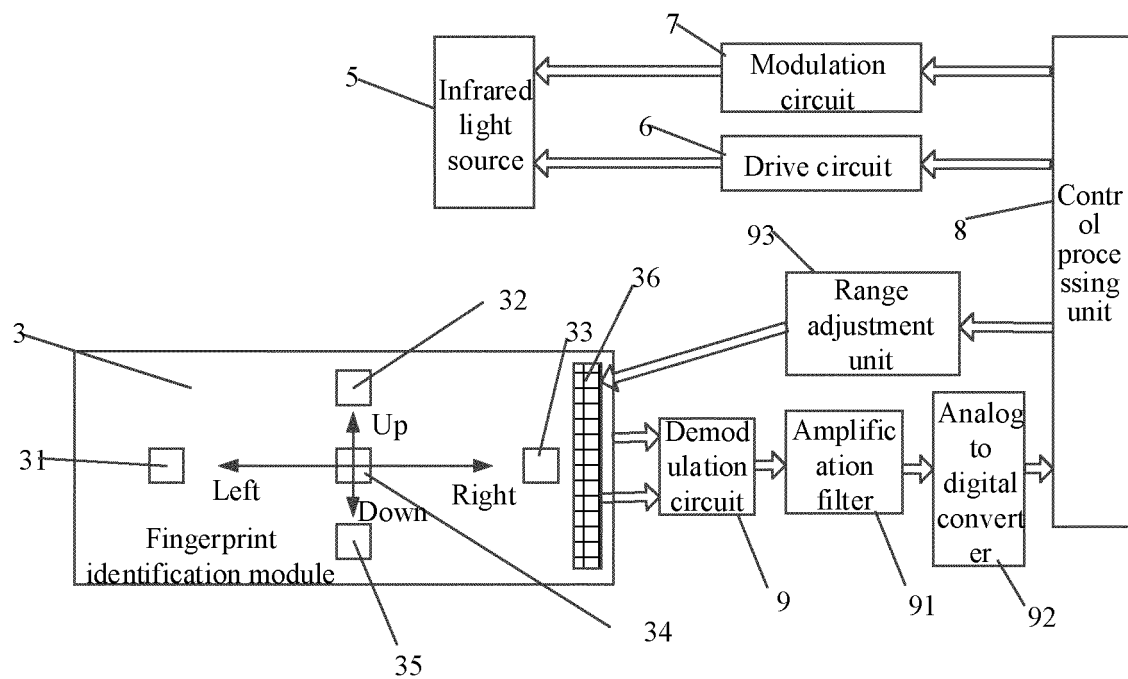 7
Modulation
circuit
5
Infrared
light
source
6
Drive circuit
8
Contr
ol
proce
ssing
unit
93
Range
adjustment
unit
36
32
33
3
Up
31
Left
Right
Down
Fingerprint
identification module
Demod
ulation
circuit
Amplific
ation
filter
Analog
to
digital
convert
er
34
35
9
91
92